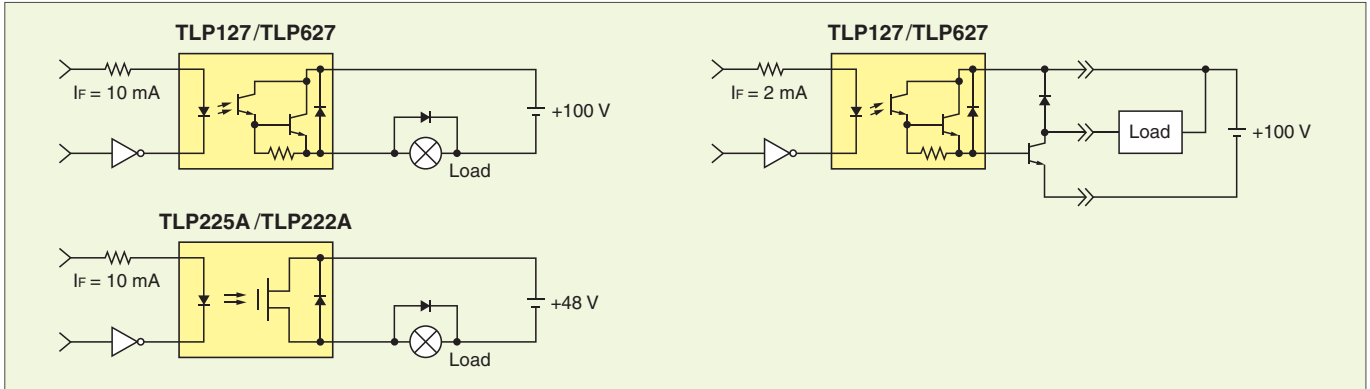 TLP127/TLP627
IF = 10 mA
+100 V
Load
TLP127/TLP627
IF = 2 mA
Load
+100 V
TLP225A/TLP222A
IF = 10 mA
+48 V
Load